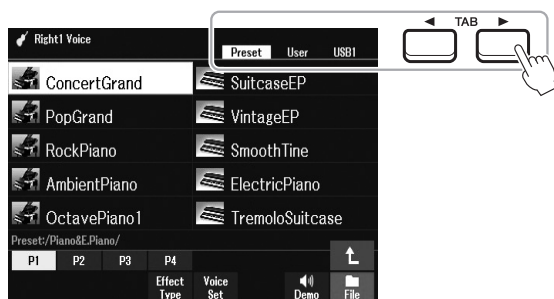 ◄ TAB ►
Right1 Voice
Preset User USB1
ConcertGrand SuitcaseEP
PopGrand VintageEP
RockPiano SmoothTine
AmbientPiano ElectricPiano
OctavePiano1 TremoloSuitcase
Preset:/Piano&E.Piano/
P1 P2 P3 P4
Effect Type Voice Set Demo File